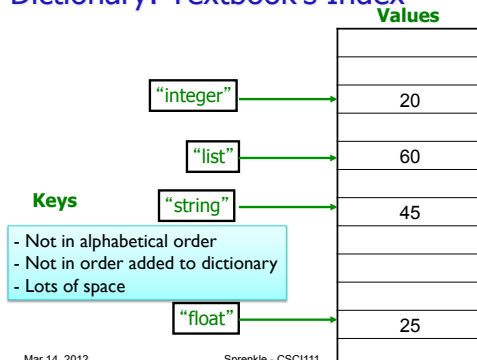 Dictionary: Textbook's Index
Values
"integer" 20
"list" 60
Keys
"string" 45
- Not in alphabetical order
- Not in order added to dictionary
- Lots of space
"float" 25
Mar 14, 2012 Sprenkle - CSCI111